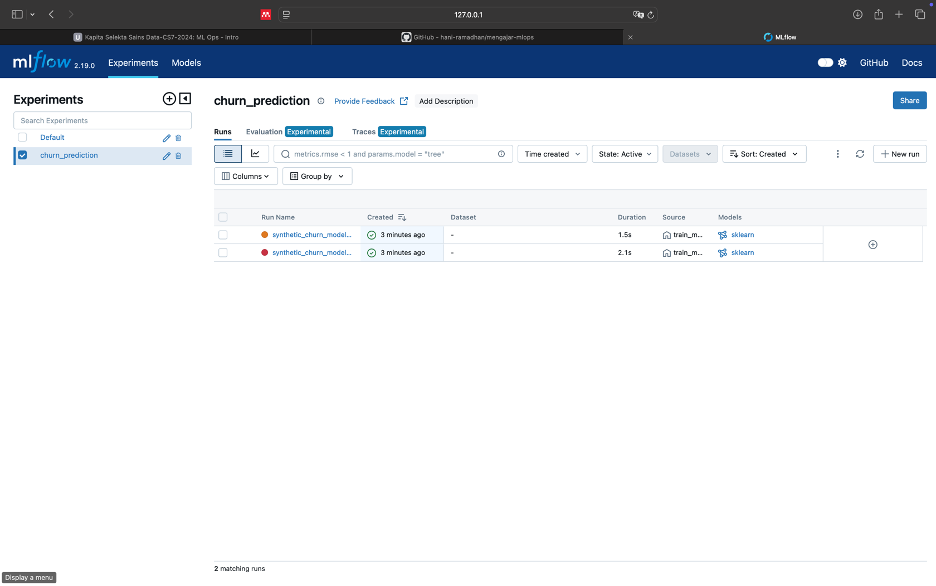 127.0.0.1
Kapita Selekta Sains Data-CS7-2024: ML Ops - Intro
GitHub - hani-ramadhan/mengajar-mlops
MLflow
mlflow 2.19.0
Experiments
Models
GitHub
Docs
Experiments
Search Experiments
Default
churn_prediction
churn_prediction
Provide Feedback
Add Description
Share
Runs
Evaluation Experimental
Traces Experimental
metrics.rmse < 1 and params.model = "tree"
Time created
State: Active
Datasets
Sort: Created
New run
Columns
Group by
Run Name Created Dataset Duration Source Models
synthetic_churn_model... 3 minutes ago - 1.5s train_m... sklearn
synthetic_churn_model... 3 minutes ago - 2.1s train_m... sklearn
2 matching runs
Display a menu